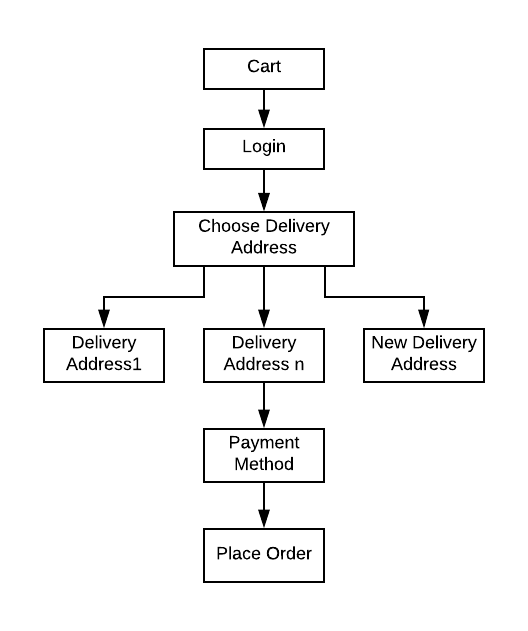 Cart
Login
Choose Delivery
Address
Delivery
Address1
Delivery
Address n
New Delivery
Address
Payment
Method
Place Order